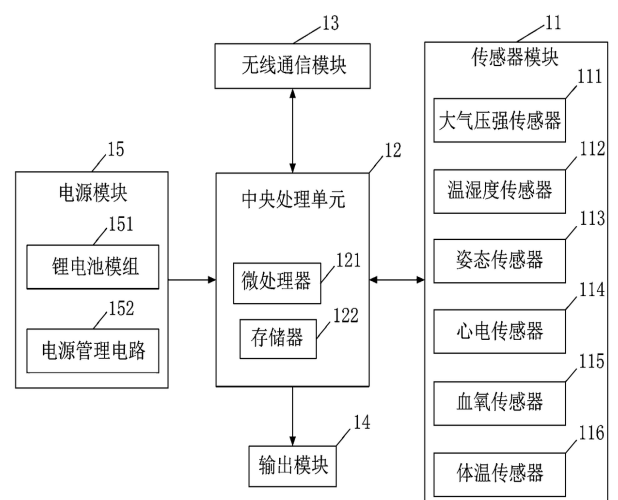 13
无线通信模块
11
传感器模块
111
大气压强传感器
15
电源模块
12
中央处理单元
112
温湿度传感器
151
锂电池模组
121
微处理器
113
姿态传感器
152
电源管理电路
122
存储器
114
心电传感器
14
输出模块
115
血氧传感器
116
体温传感器